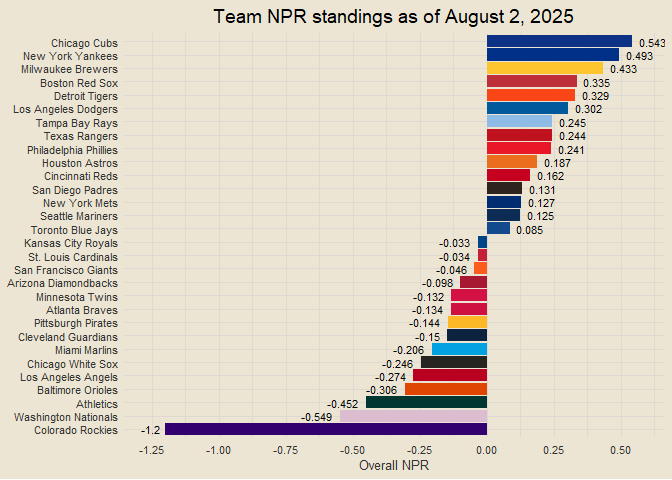 Team NPR standings as of August 2, 2025
Chicago Cubs 0.543
New York Yankees 0.493
Milwaukee Brewers 0.433
Boston Red Sox 0.335
Detroit Tigers 0.329
Los Angeles Dodgers 0.302
Tampa Bay Rays 0.245
Texas Rangers 0.244
Philadelphia Phillies 0.241
Houston Astros 0.187
Cincinnati Reds 0.162
San Diego Padres 0.131
New York Mets 0.127
Seattle Mariners 0.125
Toronto Blue Jays 0.085
Kansas City Royals -0.033
St. Louis Cardinals -0.034
San Francisco Giants -0.046
Arizona Diamondbacks -0.098
Minnesota Twins -0.132
Atlanta Braves -0.134
Pittsburgh Pirates -0.144
Cleveland Guardians -0.15
Miami Marlins -0.206
Chicago White Sox -0.246
Los Angeles Angels -0.274
Baltimore Orioles -0.306
Athletics -0.452
Washington Nationals -0.549
Colorado Rockies -1.2
-1.25 -1.00 -0.75 -0.50 -0.25 0.00 0.25 0.50
Overall NPR